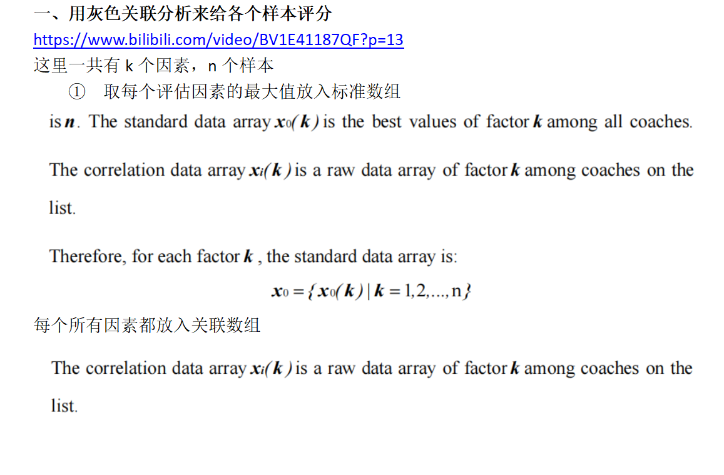 一、用灰色关联分析来给各个样本评分
https://www.bilibili.com/video/BV1E41187QF?p=13
这里一共有 k 个因素，n 个样本
① 取每个评估因素的最大值放入标准数组
is n. The standard data array x₀(k) is the best values of factor k among all coaches.
The correlation data array xᵢ(k) is a raw data array of factor k among coaches on the
list.
Therefore, for each factor k , the standard data array is:
x₀ = {x₀(k) | k = 1,2,...,n}
每个所有因素都放入关联数组
The correlation data array xᵢ(k) is a raw data array of factor k among coaches on the
list.